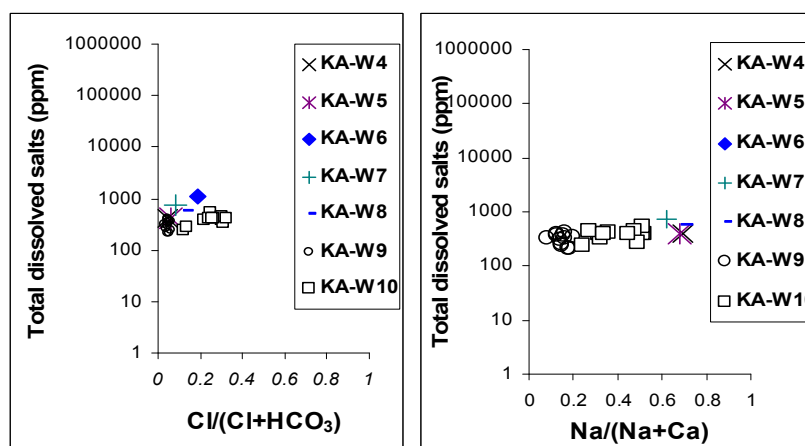 Total dissolved salts (ppm)
1000000
100000
10000
1000
100
10
1
0
0.2
0.4
0.6
0.8
1
Cl/(Cl+HCO₃)
KA-W4
KA-W5
KA-W6
KA-W7
KA-W8
KA-W9
KA-W10
Total dissolved salts (ppm)
1000000
100000
10000
1000
100
10
1
0
0.2
0.4
0.6
0.8
1
Na/(Na+Ca)
KA-W4
KA-W5
KA-W6
KA-W7
KA-W8
KA-W9
KA-W10